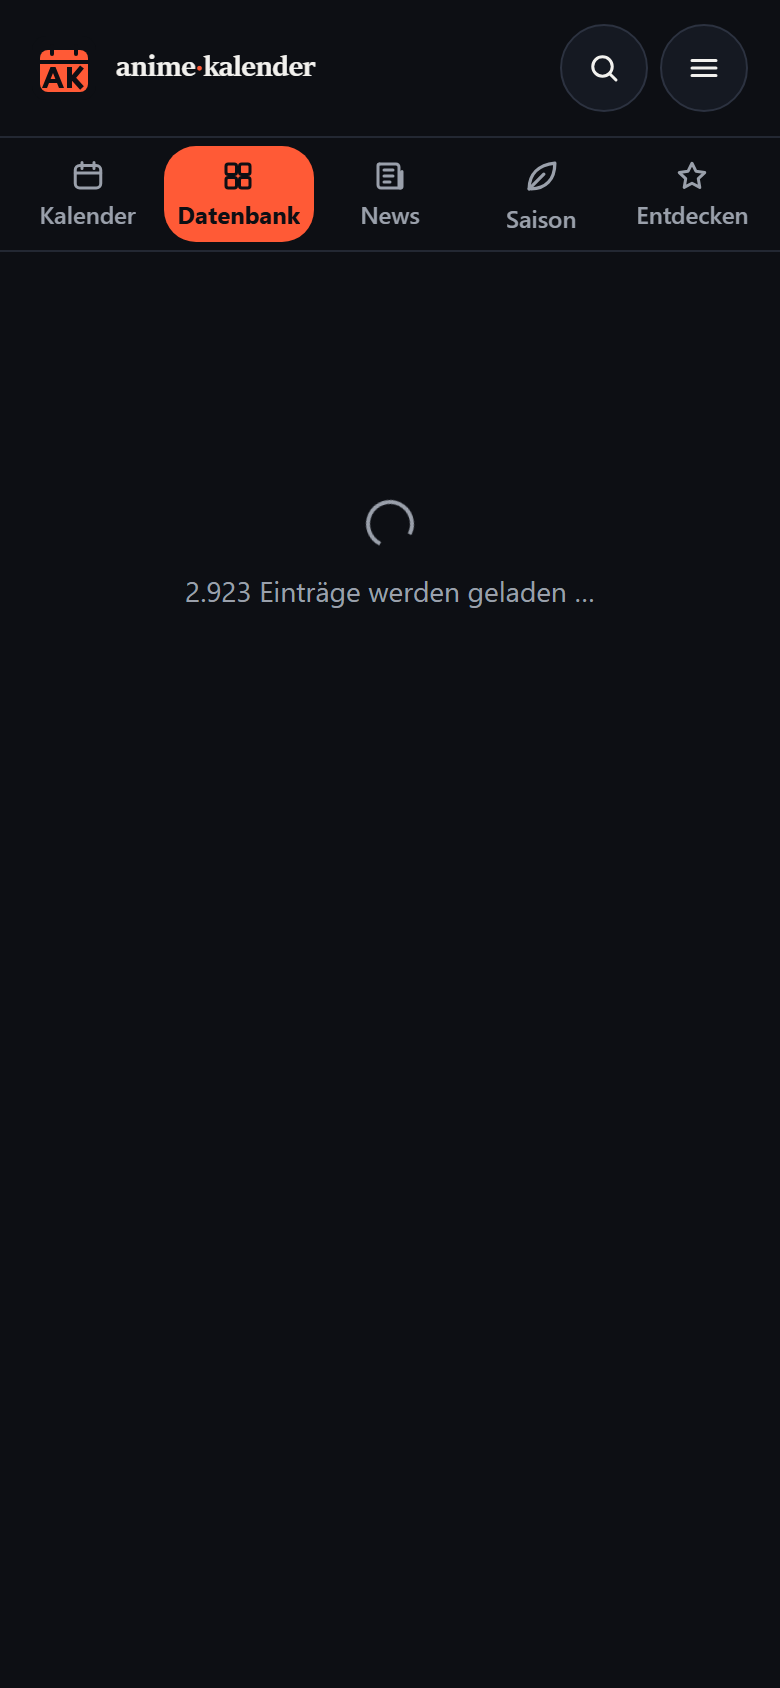 AK
anime·kalender
Kalender
Datenbank
News
Saison
Entdecken
2.923 Einträge werden geladen ...